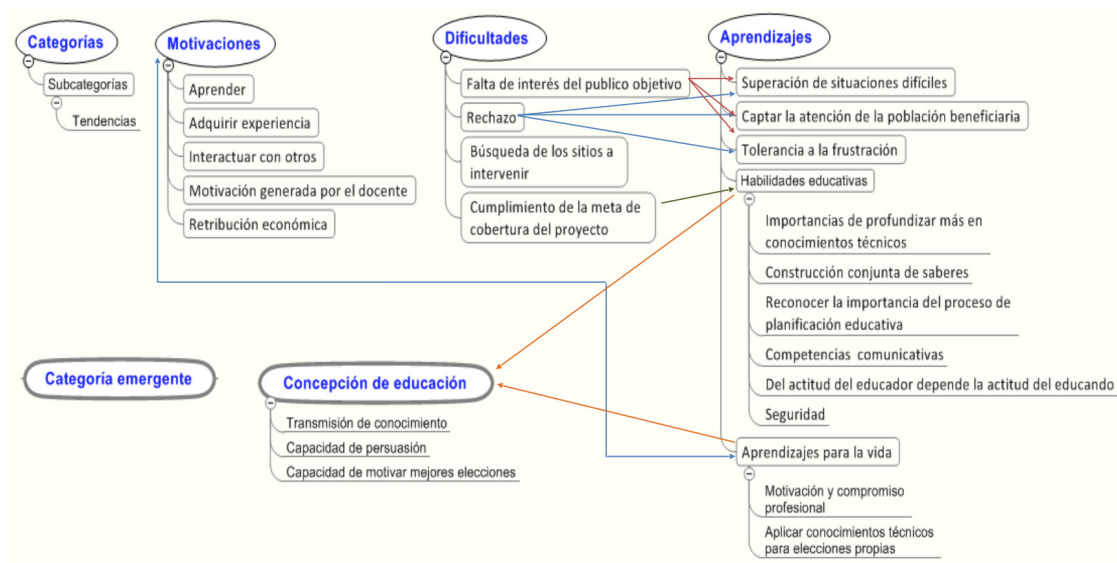 Categorías
Subcategorías
Tendencias
Motivaciones
Aprender
Adquirir experiencia
Interactuar con otros
Motivación generada por el docente
Retribución económica
Dificultades
Falta de interés del publico objetivo
Rechazo
Búsqueda de los sitios a
intervenir
Cumplimiento de la meta de
cobertura del proyecto
Aprendizajes
Superación de situaciones difíciles
Captar la atención de la población beneficiaria
Tolerancia a la frustración
Habilidades educativas
Importancias de profundizar más en
conocimientos técnicos
Construcción conjunta de saberes
Reconocer la importancia del proceso de
planificación educativa
Competencias comunicativas
Del actitud del educador depende la actitud del educando
Seguridad
Aprendizajes para la vida
Motivación y compromiso
profesional
Aplicar conocimientos técnicos
para elecciones propias
Categoría emergente
Concepción de educación
Transmisión de conocimiento
Capacidad de persuasión
Capacidad de motivar mejores elecciones